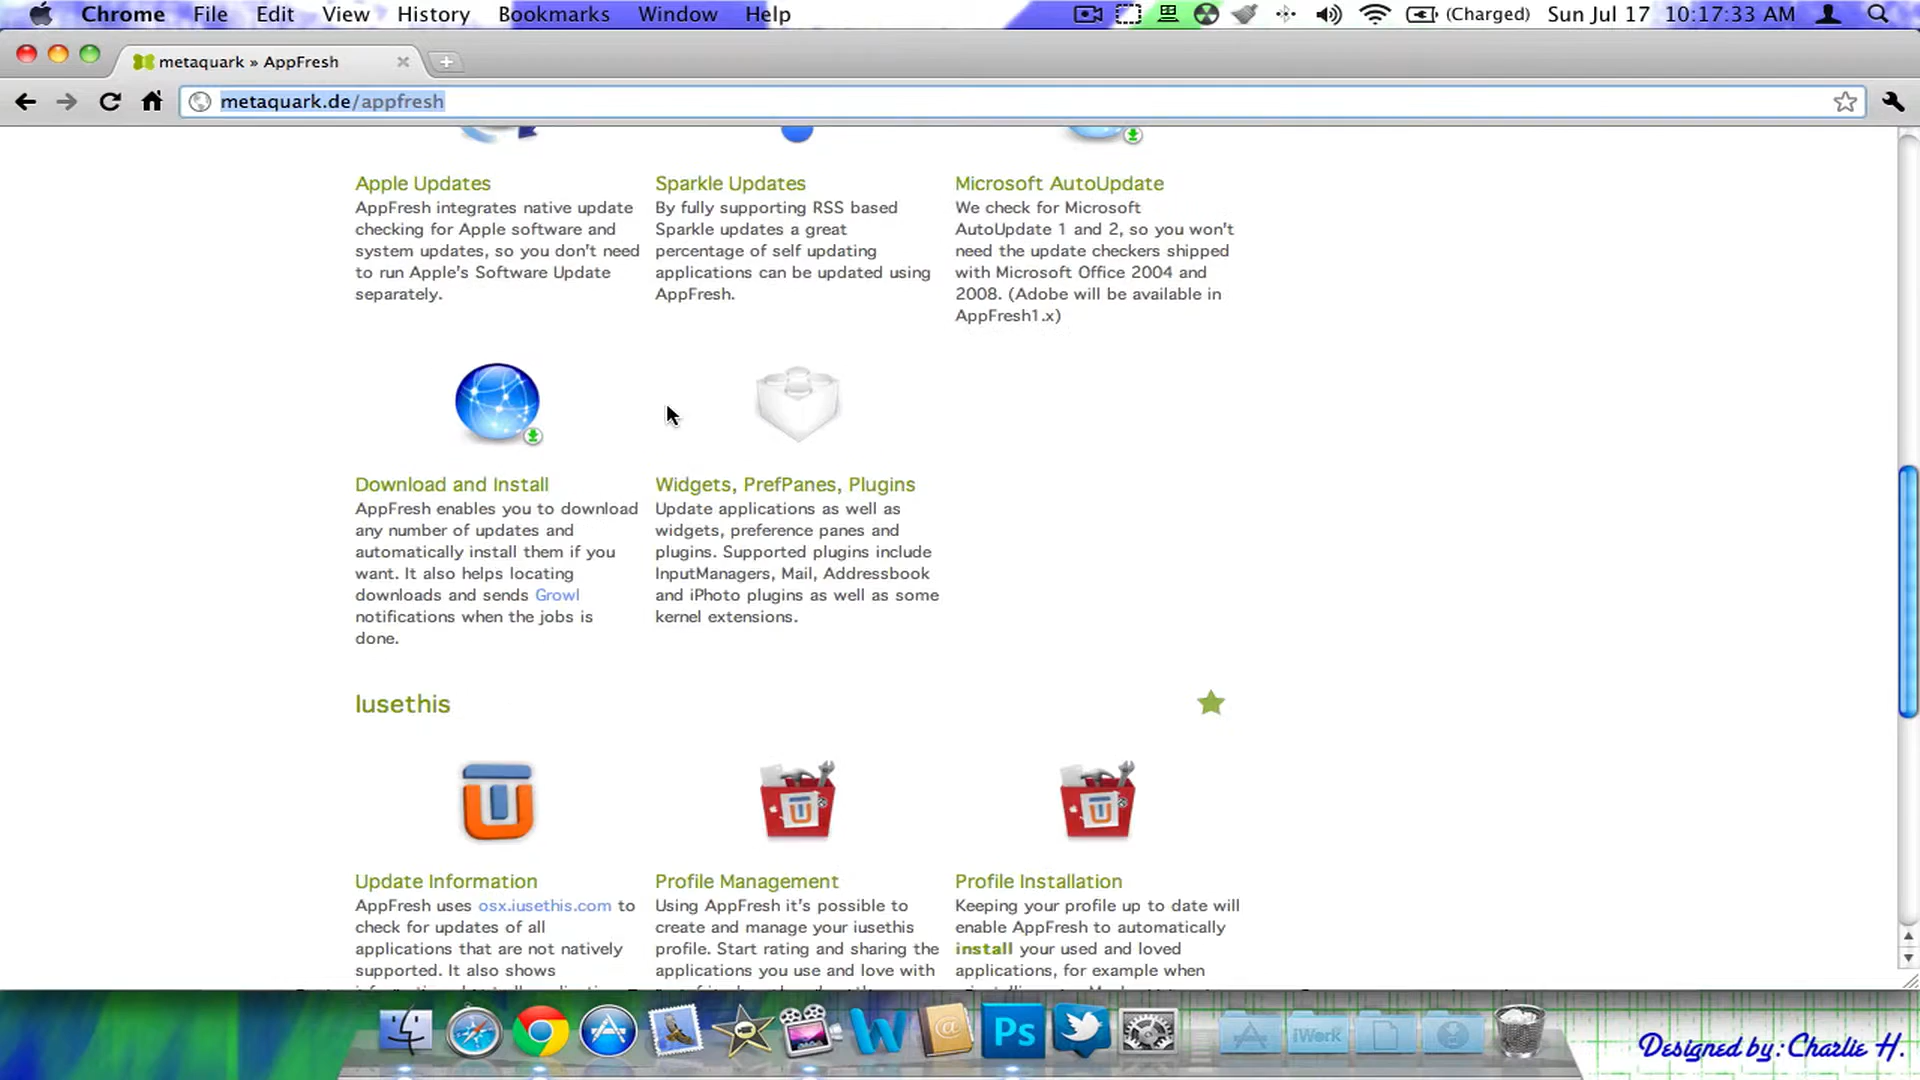 Chrome File Edit View History Bookmarks Window Help (Charged) Sun Jul 17 10:17:33 AM
metaquark » AppFresh
metaquark.de/appfresh
Apple Updates
AppFresh integrates native update
checking for Apple software and
system updates, so you don't need
to run Apple's Software Update
separately.
Sparkle Updates
By fully supporting RSS based
Sparkle updates a great
percentage of self updating
applications can be updated using
AppFresh.
Microsoft AutoUpdate
We check for Microsoft
AutoUpdate 1 and 2, so you won't
need the update checkers shipped
with Microsoft Office 2004 and
2008. (Adobe will be available in
AppFresh1.x)
Download and Install
AppFresh enables you to download
any number of updates and
automatically install them if you
want. It also helps locating
downloads and sends Growl
notifications when the jobs is
done.
Widgets, PrefPanes, Plugins
Update applications as well as
widgets, preference panes and
plugins. Supported plugins include
InputManagers, Mail, Addressbook
and iPhoto plugins as well as some
kernel extensions.
Iusethis
Update Information
AppFresh uses osx.iusethis.com to
check for updates of all
applications that are not natively
supported. It also shows
Profile Management
Using AppFresh it's possible to
create and manage your iusethis
profile. Start rating and sharing the
applications you use and love with
Profile Installation
Keeping your profile up to date will
enable AppFresh to automatically
install your used and loved
applications, for example when
W
@
Ps
iWork
Designed by: Charlie H.